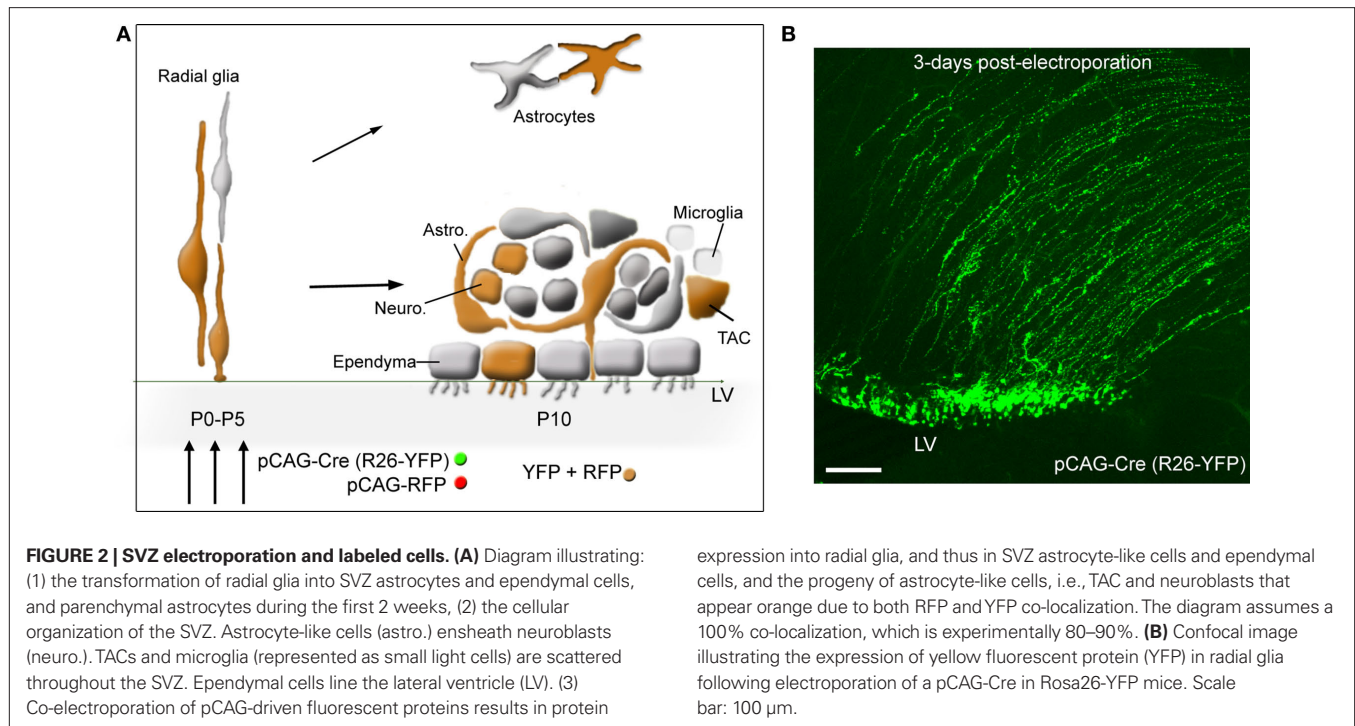 A
Radial glia
Astrocytes
Microglia
Astro.
Neuro.
TAC
Ependyma
LV
P0-P5
P10
pCAG-Cre (R26-YFP)
pCAG-RFP
YFP + RFP
B
3-days post-electroporation
LV
pCAG-Cre (R26-YFP)
FIGURE 2 | SVZ electroporation and labeled cells. (A) Diagram illustrating:
(1) the transformation of radial glia into SVZ astrocytes and ependymal cells,
and parenchymal astrocytes during the first 2 weeks, (2) the cellular
organization of the SVZ. Astrocyte-like cells (astro.) ensheath neuroblasts
(neuro.). TACs and microglia (represented as small light cells) are scattered
throughout the SVZ. Ependymal cells line the lateral ventricle (LV). (3)
Co-electroporation of pCAG-driven fluorescent proteins results in protein
expression into radial glia, and thus in SVZ astrocyte-like cells and ependymal
cells, and the progeny of astrocyte-like cells, i.e., TAC and neuroblasts that
appear orange due to both RFP and YFP co-localization. The diagram assumes a
100% co-localization, which is experimentally 80–90%. (B) Confocal image
illustrating the expression of yellow fluorescent protein (YFP) in radial glia
following electroporation of a pCAG-Cre in Rosa26-YFP mice. Scale
bar: 100 μm.